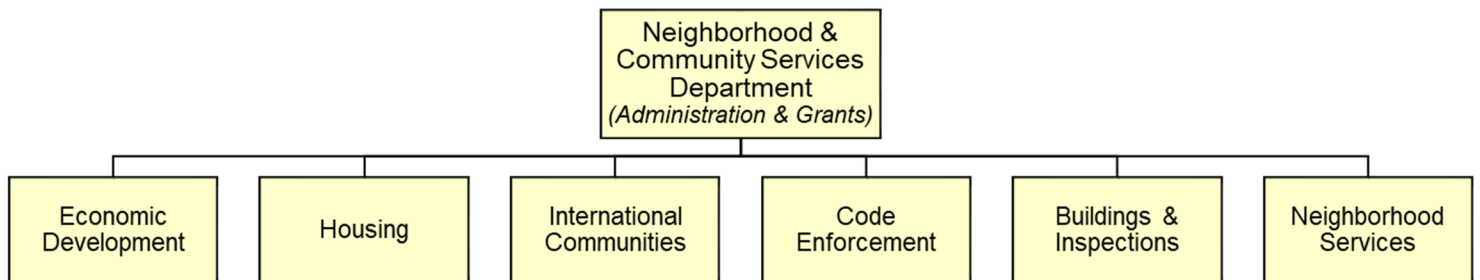 Neighborhood &
Community Services
Department
(Administration & Grants)
Economic
Development
Housing
International
Communities
Code
Enforcement
Buildings &
Inspections
Neighborhood
Services